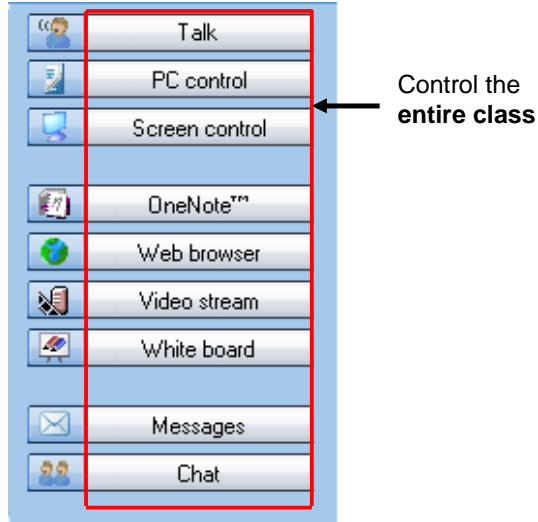 Talk
PC control
Screen control
OneNote™
Web browser
Video stream
White board
Messages
Chat
Control the
entire class